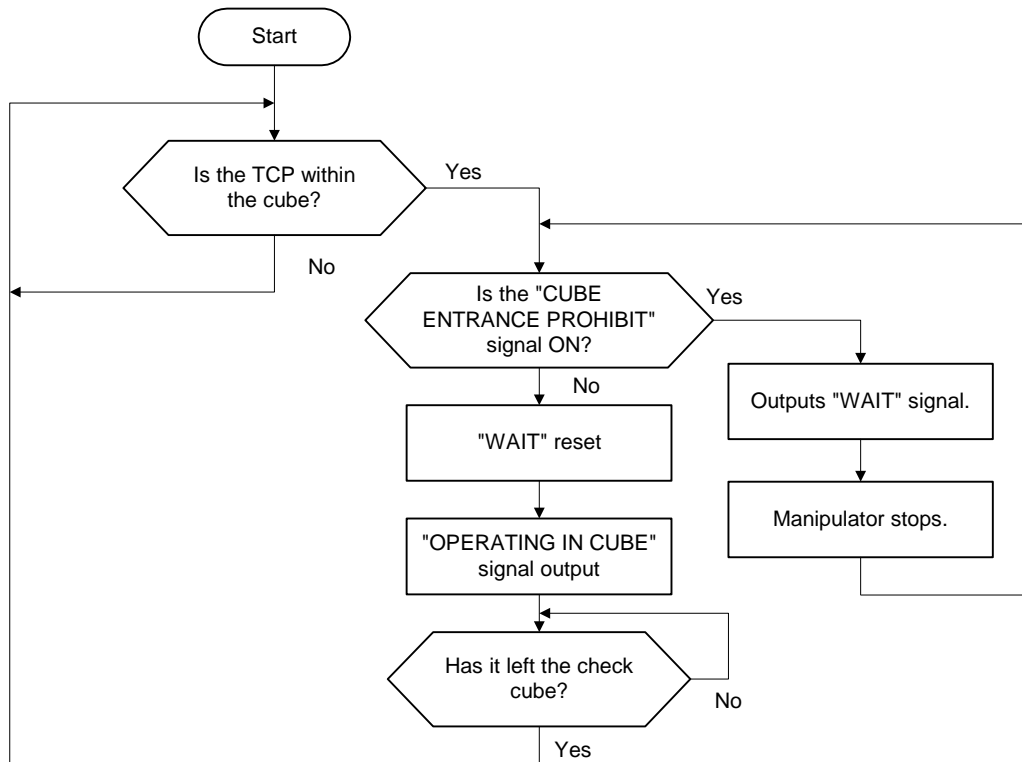 Start
Is the TCP within
the cube?
Yes
No
Is the "CUBE
ENTRANCE PROHIBIT"
signal ON?
Yes
No
Outputs "WAIT" signal.
"WAIT" reset
Manipulator stops.
"OPERATING IN CUBE"
signal output
Has it left the check
cube?
No
Yes